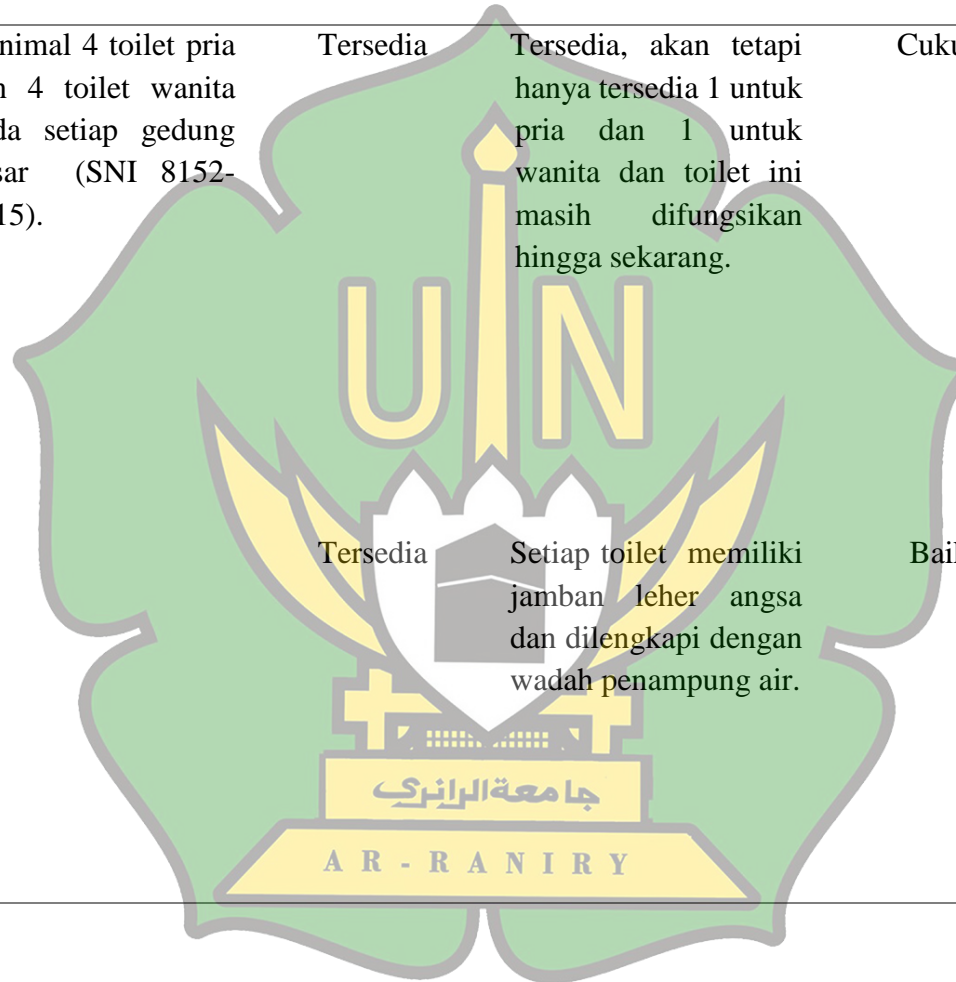 nimal 4 toilet pria
n 4 toilet wanita
da setiap gedung
sar (SNI 8152-
15).
Tersedia
Tersedia, akan tetapi
hanya tersedia 1 untuk
pria dan 1 untuk
wanita dan toilet ini
masih difungsikan
hingga sekarang.
Cuku
UIN
Tersedia
Setiap toilet memiliki
jamban leher angsa
dan dilengkapi dengan
wadah penampung air.
Bai
جامعة الرانري
AR-RANIRY